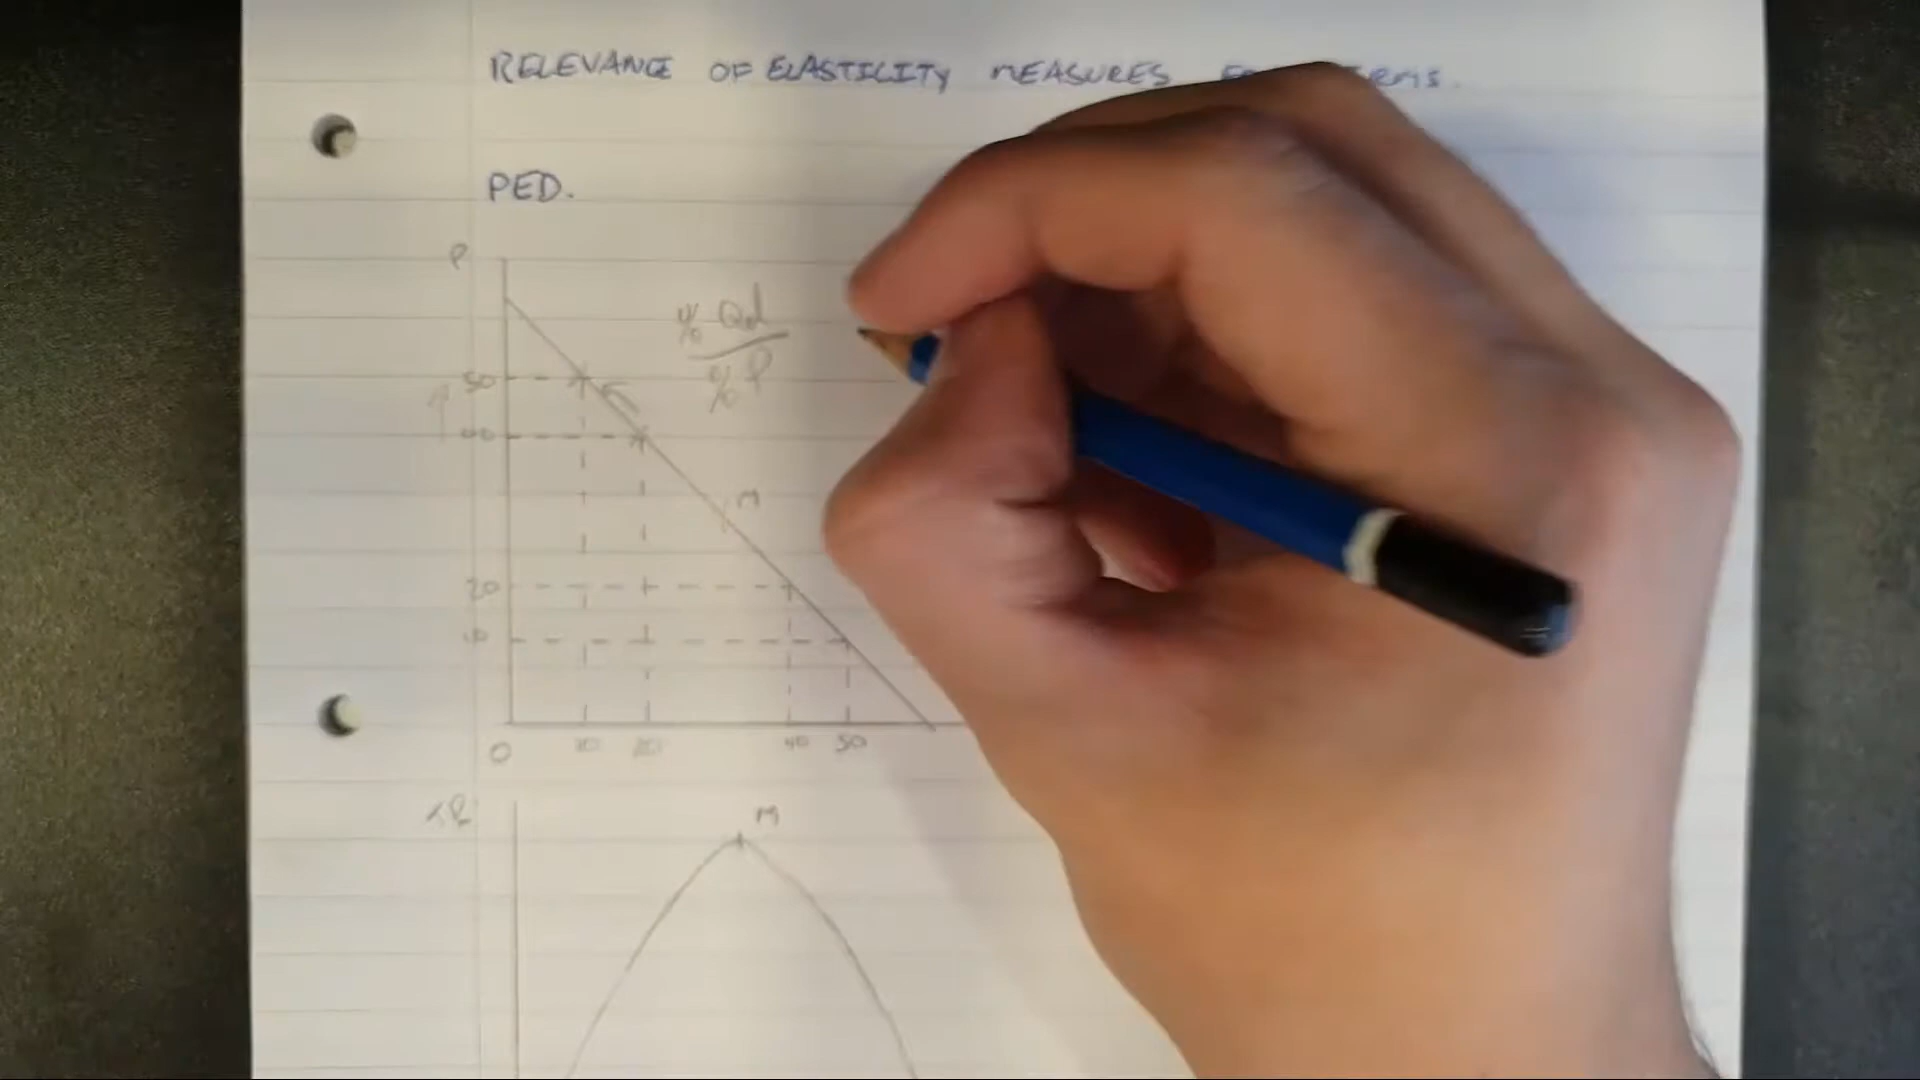 RELEVANCE OF ELASTICITY MEASURES
PED.
P
% Qd
% P
50
40
M
20
10
0 10 20 40 50
TR
M